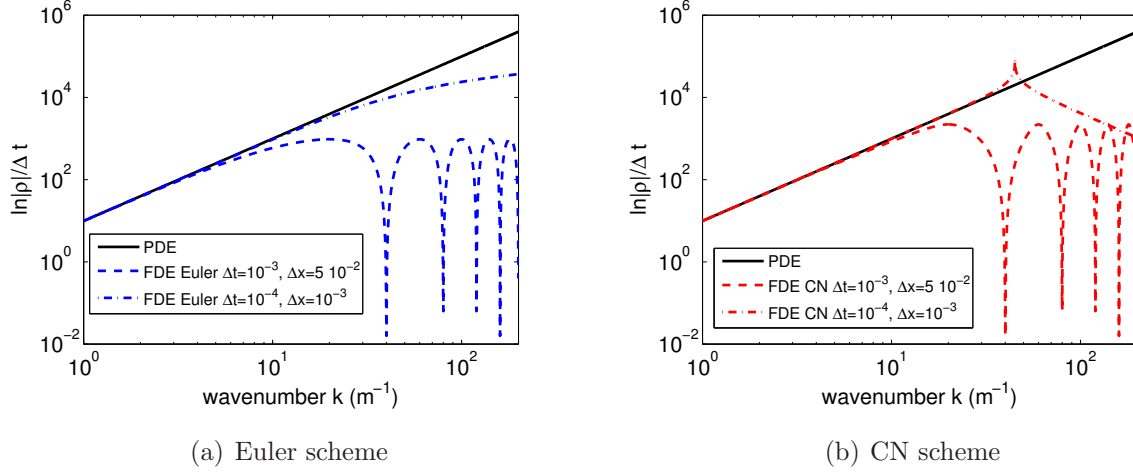 10^6
10^4
10^2
10^0
10^-2
ln|ρ|/Δ t
PDE
FDE Euler Δt=10^-3, Δx=5 10^-2
FDE Euler Δt=10^-4, Δx=10^-3
10^0
10^1
10^2
wavenumber k (m^-1)
(a) Euler scheme
10^6
10^4
10^2
10^0
10^-2
ln|ρ|/Δ t
PDE
FDE CN Δt=10^-3, Δx=5 10^-2
FDE CN Δt=10^-4, Δx=10^-3
10^0
10^1
10^2
wavenumber k (m^-1)
(b) CN scheme